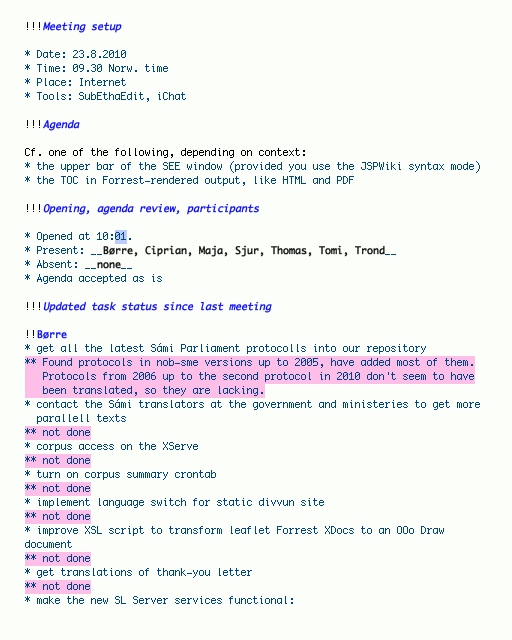 !!!Meeting setup
* Date: 23.8.2010
* Time: 09.30 Norw. time
* Place: Internet
* Tools: SubEthaEdit, iChat
!!!Agenda
Cf. one of the following, depending on context:
* the upper bar of the SEE window (provided you use the JSPWiki syntax mode)
* the TOC in Forrest-rendered output, like HTML and PDF
!!!Opening, agenda review, participants
* Opened at 10:01.
* Present: __Børre, Ciprian, Maja, Sjur, Thomas, Tomi, Trond__
* Absent: __none__
* Agenda accepted as is
!!!Updated task status since last meeting
!!Børre
* get all the latest Sámi Parliament protocolls into our repository
** Found protocols in nob-sme versions up to 2005, have added most of them.
Protocols from 2006 up to the second protocol in 2010 don't seem to have
been translated, so they are lacking.
* contact the Sámi translators at the government and ministeries to get more
parallell texts
** not done
* corpus access on the XServe
** not done
* turn on corpus summary crontab
** not done
* implement language switch for static divvun site
** not done
* improve XSL script to transform leaflet Forrest XDocs to an OOo Draw
document
** not done
* get translations of thank-you letter
** not done
* make the new SL Server services functional: